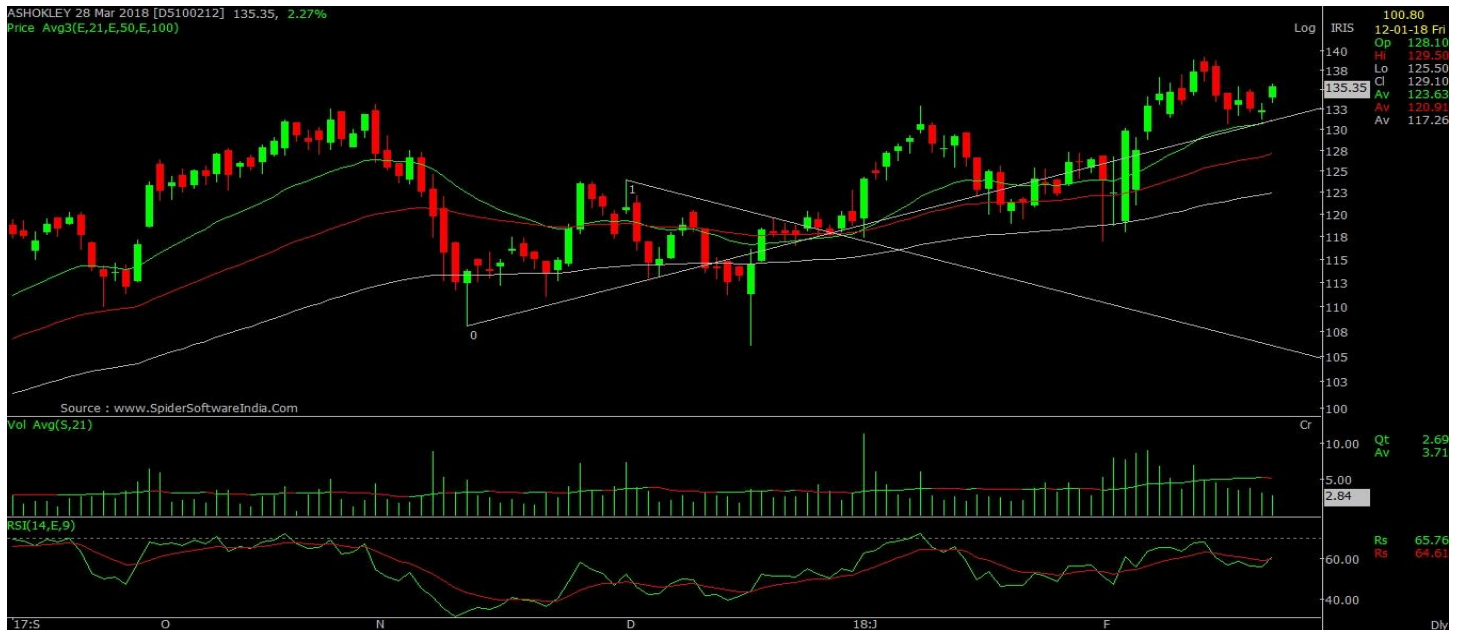 ASHOKLEY 28 Mar 2018 [D5100212] 135.35, 2.27%
Price Avg3(E,21,E,50,E,100)
Log IRIS
100.80
12-01-18 Fri
Op 128.10
Hi 129.50
Lo 125.50
Cl 129.10
Av 123.63
Av 120.91
Av 117.26
140
138
135.35
133
130
128
125
123
120
118
115
113
110
108
105
103
100
1
0
Source : www.SpiderSoftwareIndia.Com
Vol Avg(S,21)
Cr
10.00
5.00
2.84
Qt 2.69
Av 3.71
RSI(14,E,9)
60.00
40.00
Rs 65.76
Rs 64.61
'17:S O N D 18:J F Dly